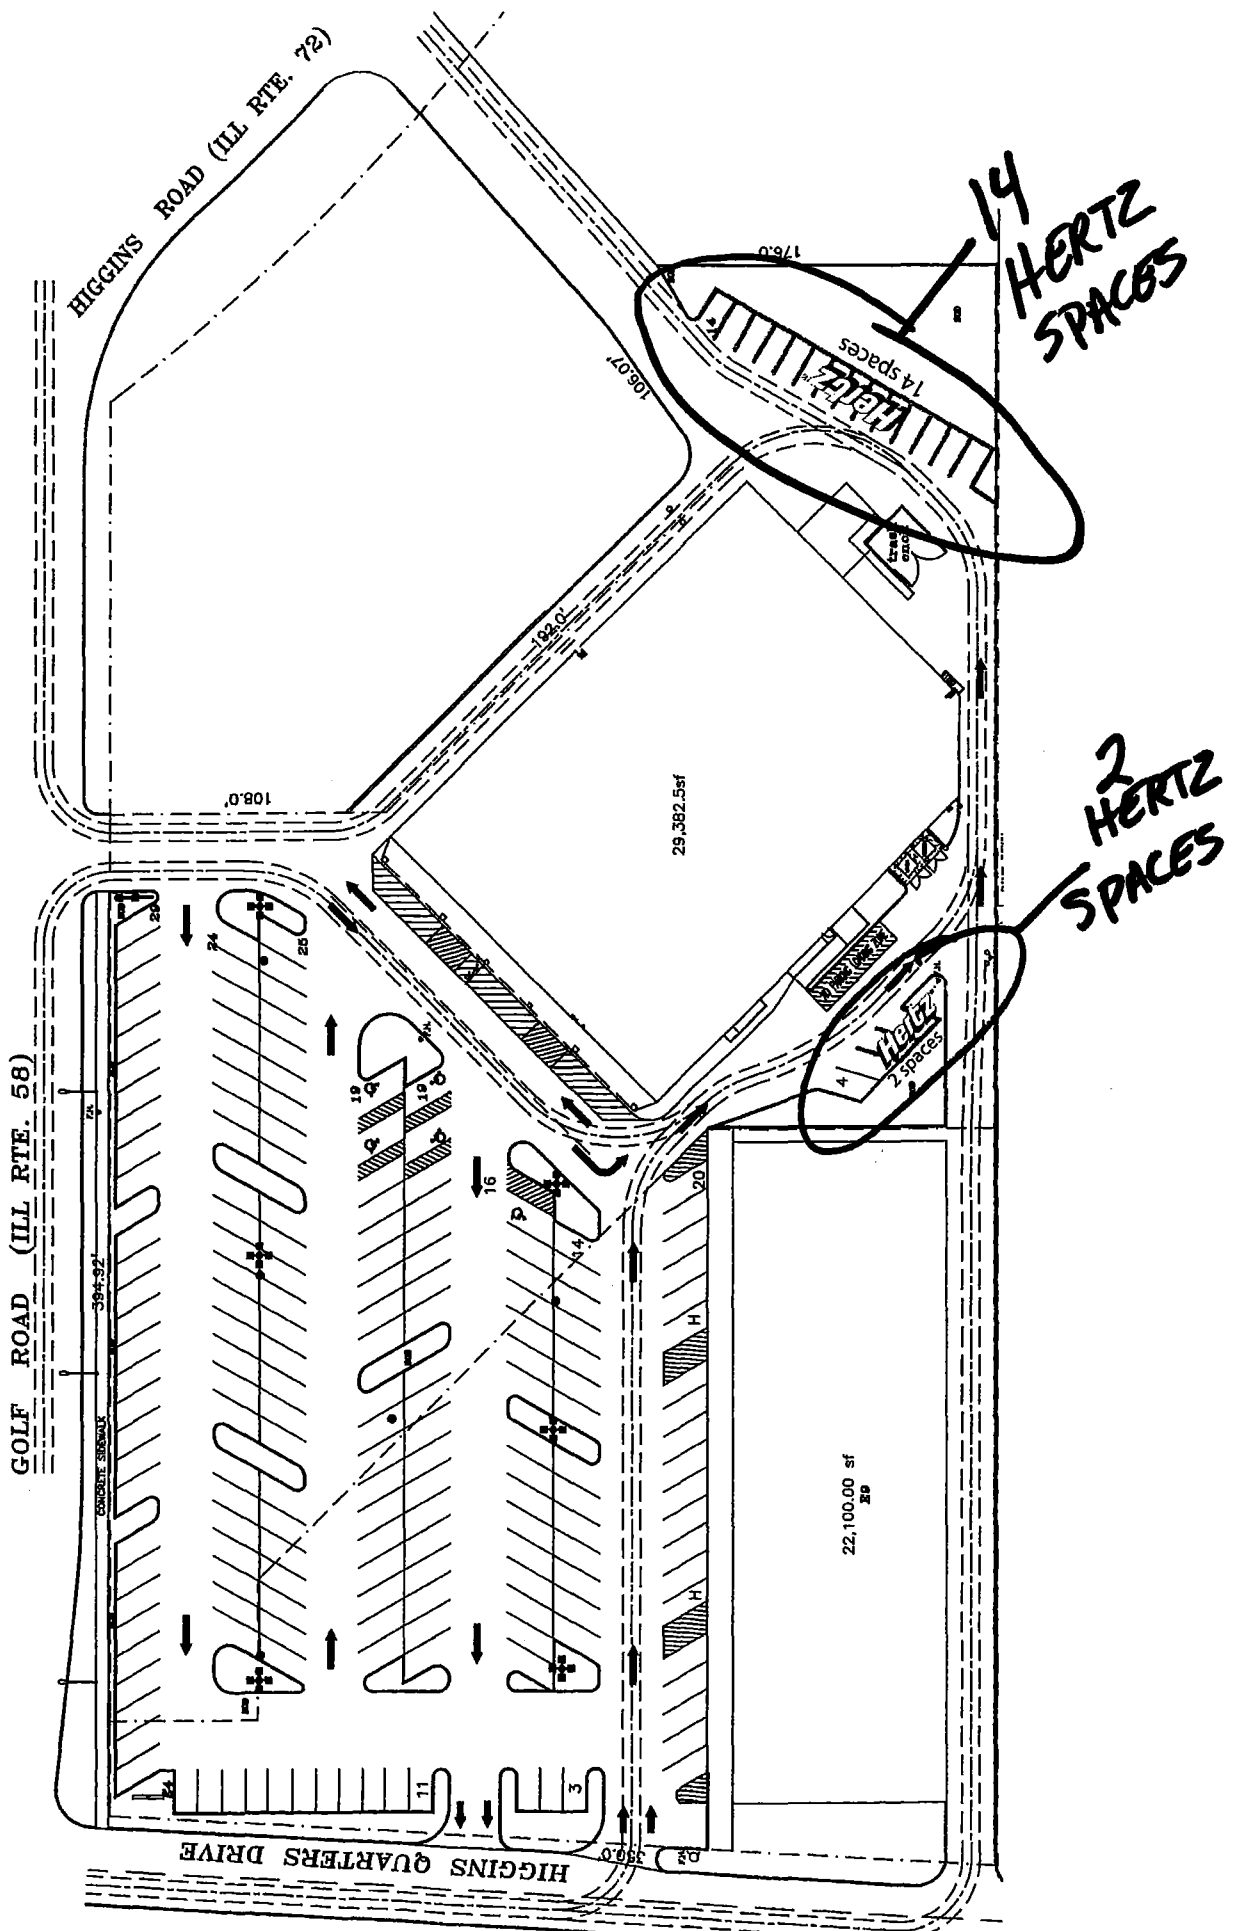 HIGGINS ROAD (ILL RTE. 72)
14
HERTZ
SPACES
176.0'
Hertz
14 spaces
106.07'
192.0'
108.0'
29,382.5sf
2
HERTZ
SPACES
Hertz
2 spaces
4
GOLF ROAD (ILL RTE. 58)
394.92'
CONCRETE SIDEWALK
29
24
25
19
19
16
14
20
H
H
22,100.00 sf
24
11
3
350.0'
HIGGINS QUARTERS DRIVE